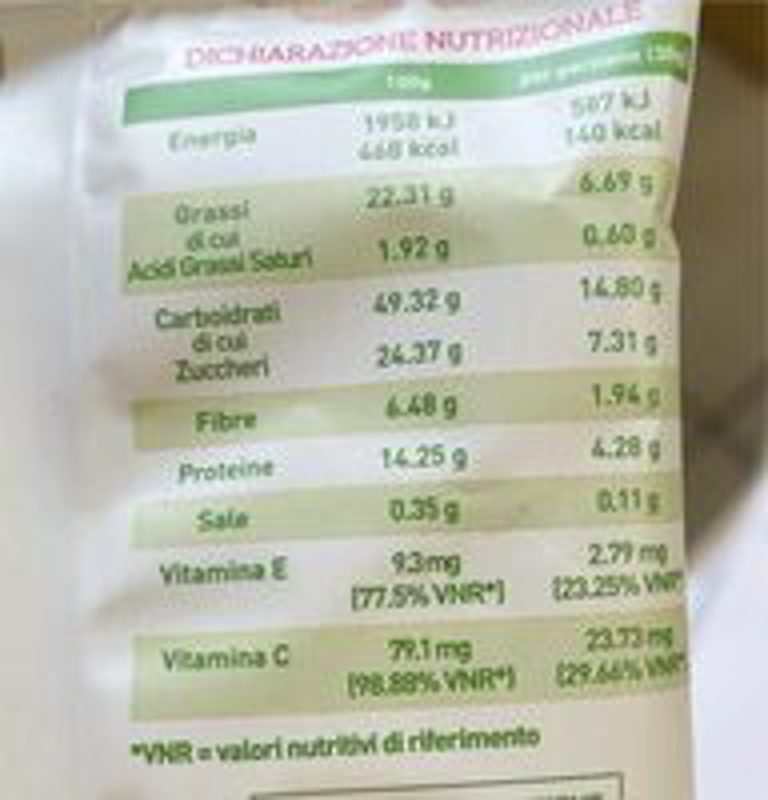 DICHIARAZIONE NUTRIZIONALE
100g per porzione (30g
Energia 1958 kJ 587 kJ
468 kcal 140 kcal
Grassi 22.31 g 6.69 g
di cui
Acidi Grassi Saturi 1.92 g 0.60 g
Carboidrati 49.32 g 14.80 g
di cui
Zuccheri 24.37 g 7.31 g
Fibre 6.48 g 1.94 g
Proteine 14.25 g 4.28 g
Sale 0.35 g 0.11 g
Vitamina E 9.3mg 2.79 mg
(77.5% VNR*) (23.25% VNR*
Vitamina C 79.1 mg 23.73 mg
(98.88% VNR*) (29.66% VNR*
*VNR = valori nutritivi di riferimento